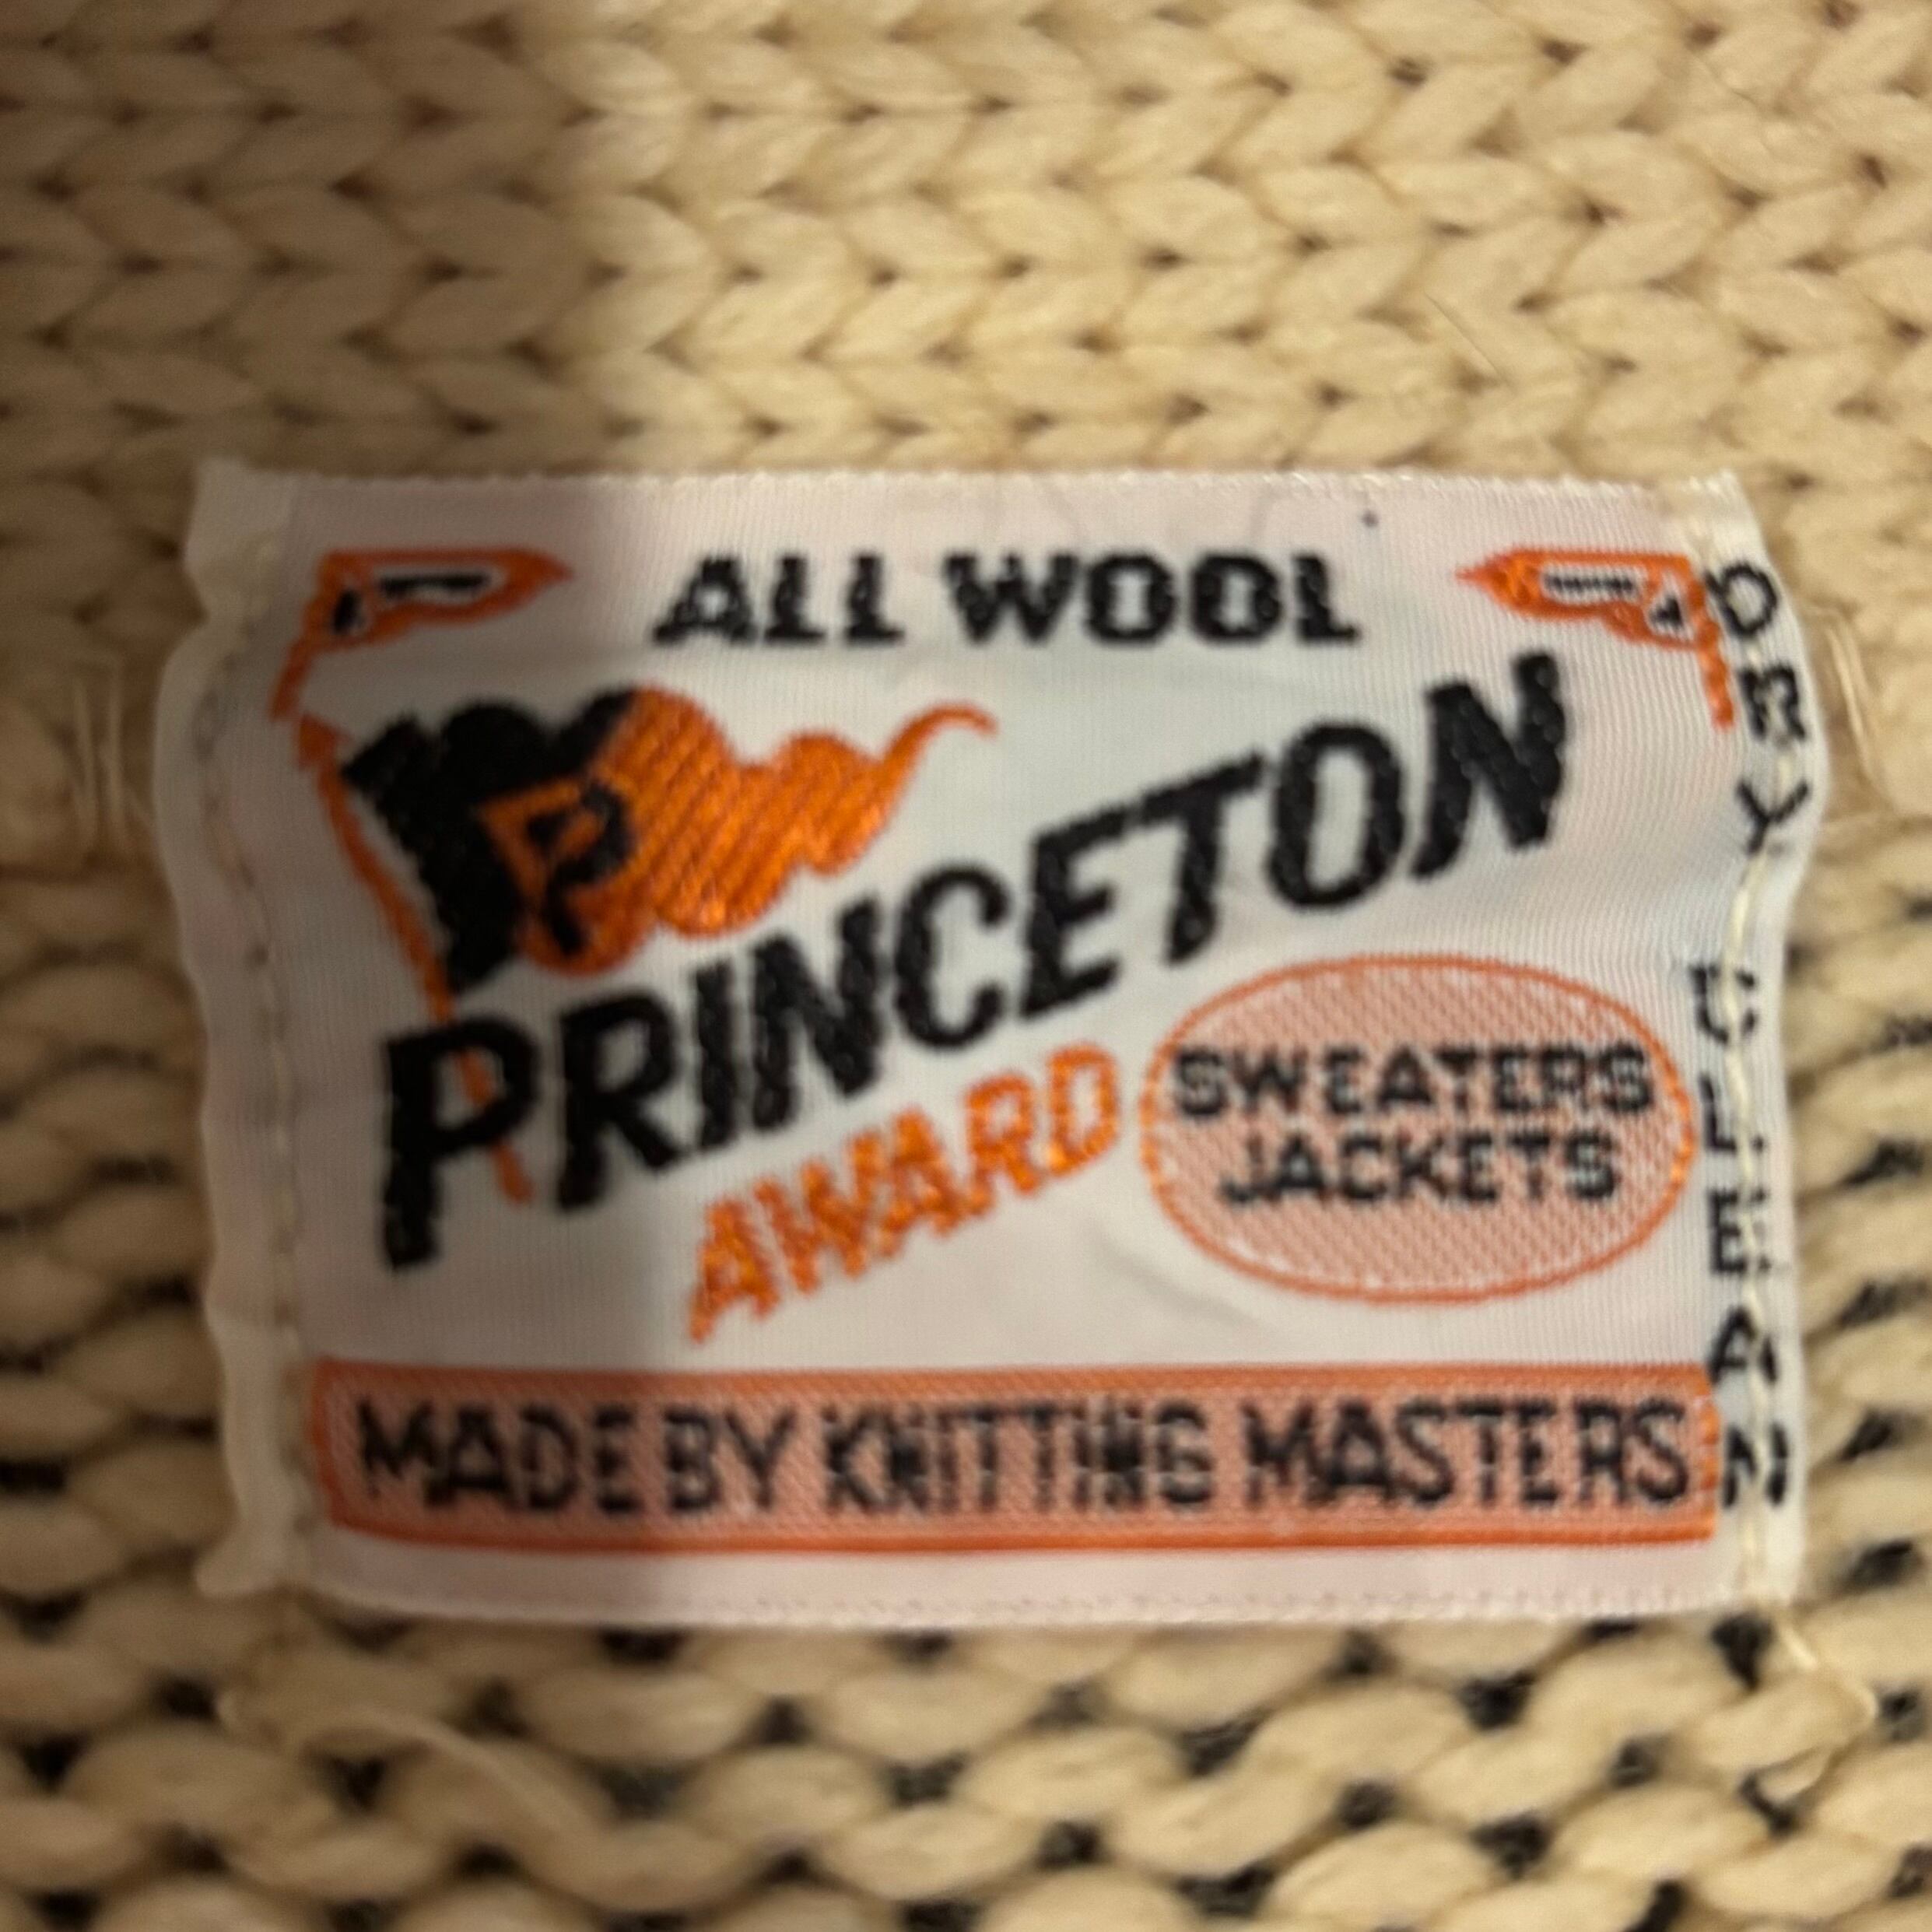 ALL WOOL
P
PRINCETON
AWARD
SWEATERS
JACKETS
MADE BY KNITTING MASTERS
DRY CLEAN